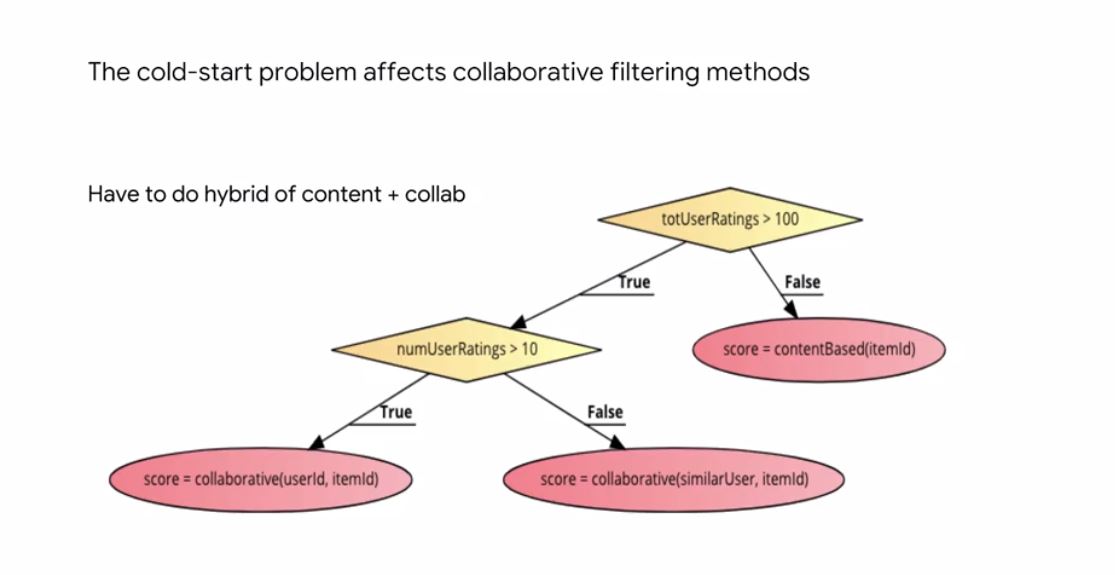 The cold-start problem affects collaborative filtering methods
Have to do hybrid of content + collab
totUserRatings > 100
True
False
numUserRatings > 10
score = contentBased(itemId)
True
False
score = collaborative(userId, itemId)
score = collaborative(similarUser, itemId)